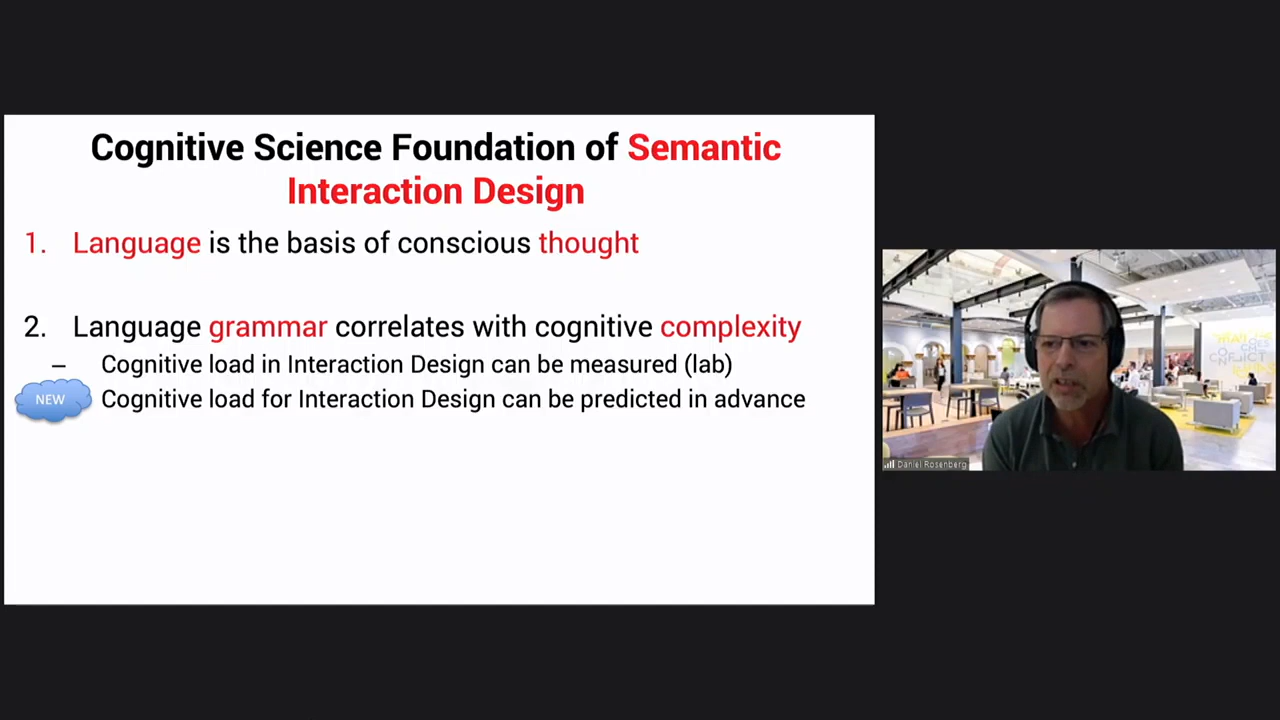 Cognitive Science Foundation of Semantic
Interaction Design
1. Language is the basis of conscious thought
2. Language grammar correlates with cognitive complexity
– Cognitive load in Interaction Design can be measured (lab)
NEW Cognitive load for Interaction Design can be predicted in advance
CONFLICT
Daniel Rosenberg